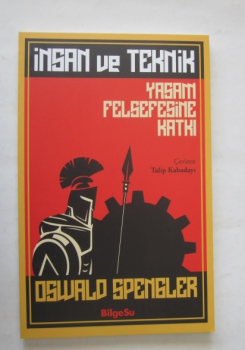 İNSAN ve TEKNİK
YAŞAM
FELSEFESİNE
KATKI
Çeviren
Talip Kabadayı
OSWALD SPENGLER
BilgeSu